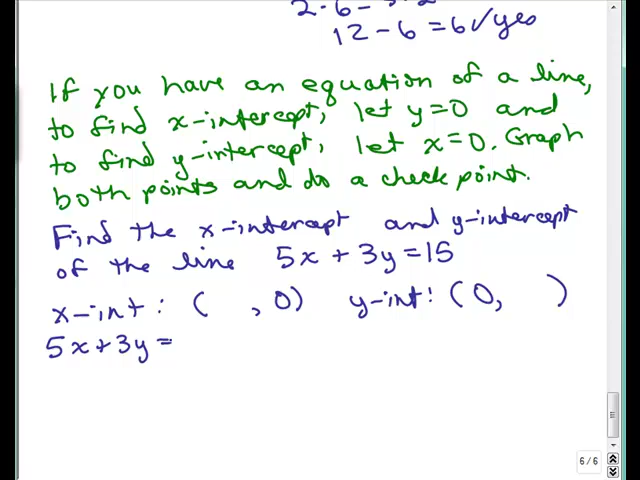 12 - 6 = 6 ✓ yes
If you have an equation of a line,
to find x-intercept, let y=0 and
to find y-intercept, let x=0. Graph
both points and do a check point.
Find the x-intercept and y-intercept
of the line 5x + 3y = 15
x-int: ( , 0) y-int: (0, )
5x + 3y =
6/6